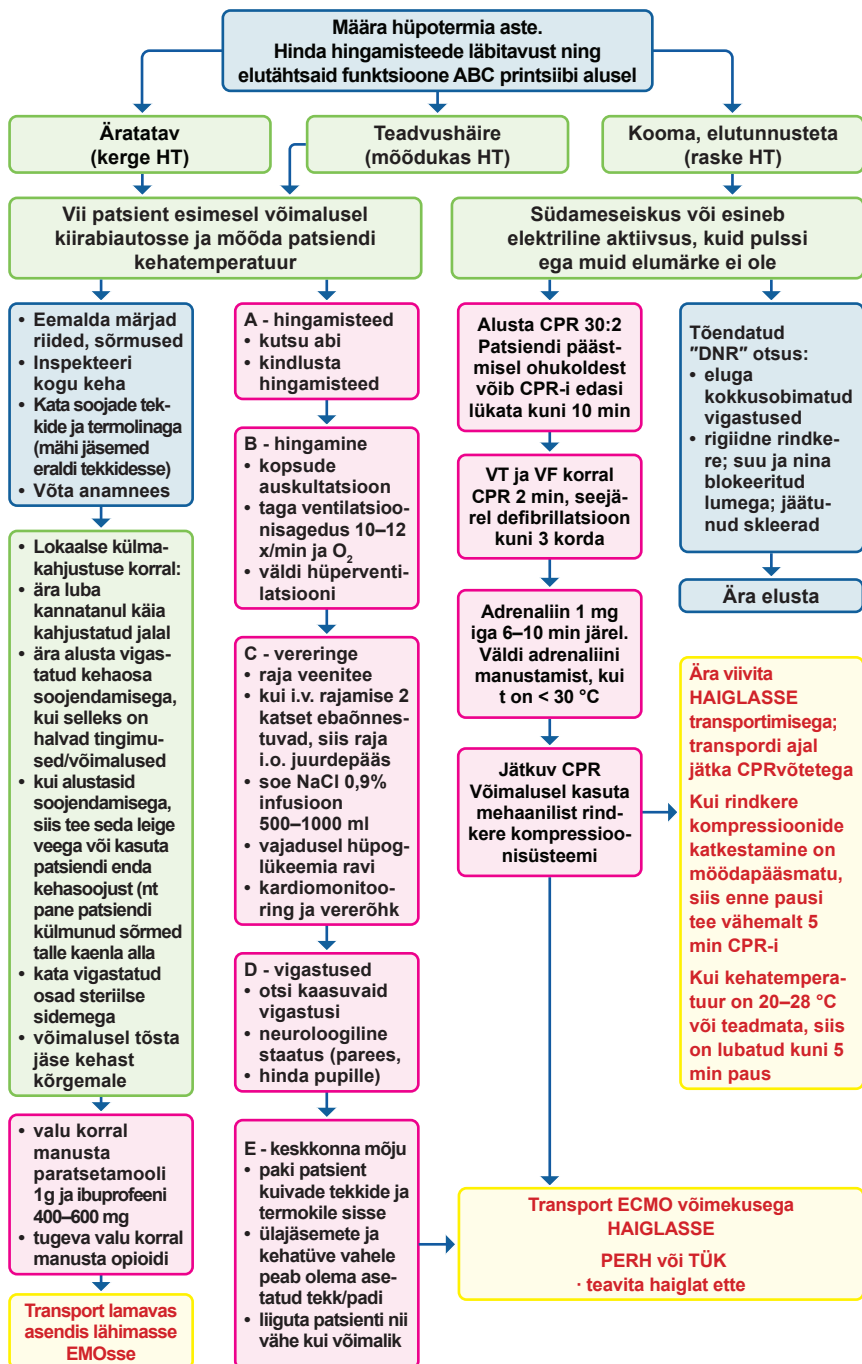 Määra hüpotermia aste.
Hinda hingamisteede läbitavust ning
elutähtsaid funktsioone ABC printsiibi alusel
Äratatav
(kerge HT)
Teadvushäire
(mõõdukas HT)
Kooma, elutunnusteta
(raske HT)
Vii patsient esimesel võimalusel
kiirabiautosse ja mõõda patsiendi
kehatemperatuur
Südameseiskus või esineb
elektriline aktiivsus, kuid pulssi
ega muid elumärke ei ole
• Eemalda märjad
riided, sõrmused
• Inspekteeri
kogu keha
• Kata soojade tek-
kide ja termolinaga
(mähi jäsemed
eraldi tekkidesse)
• Võta anamnees
• Lokaalse külma-
kahjustuse korral:
• ära luba
kannatanul käia
kahjustatud jalal
• ära alusta vigas-
tatud kehaosa
soojendamisega,
kui selleks on
halvad tingimu-
sed/võimalused
• kui alustasid
soojendamisega,
siis tee seda leige
veega või kasuta
patsiendi enda
kehasoojust (nt
pane patsiendi
külmunud sõrmed
talle kaenla alla
• kata vigastatud
osad steriilse
sidemega
• võimalusel tõsta
jäse kehast
kõrgemale
• valu korral
manusta
paratsetamooli
1g ja ibuprofeeni
400–600 mg
• tugeva valu korral
manusta opioidi
Transport lamavas
asendis lähimasse
EMOsse
A - hingamisteed
• kutsu abi
• kindlusta
hingamisteed
B - hingamine
• kopsude
auskultatsioon
• taga ventilatsioo-
nisagedus 10–12
x/min ja O₂
• väldi hüperventi-
latsiooni
C - vereringe
• raja veenitee
• kui i.v. rajamise 2
katset ebaõnnes-
tuvad, siis raja
i.o. juurdepääs
• soe NaCl 0,9%
infusioon
500–1000 ml
• vajadusel hüpog-
lükeemia ravi
• kardiomonitoo-
ring ja vererõhk
D - vigastused
• otsi kaasuvaid
vigastusi
• neuroloogiline
staatus (parees,
• hinda pupille)
E - keskkonna mõju
• paki patsient
kuivade tekkide ja
termokile sisse
• ülajäsemete ja
kehatüve vahele
peab olema ase-
tatud tekk/padi
• liiguta patsienti nii
vähe kui võimalik
Alusta CPR 30:2
Patsiendi pääst-
misel ohukoldest
võib CPR-i edasi
lükata kuni 10 min
VT ja VF korral
CPR 2 min, seejä-
rel defibrillatsioon
kuni 3 korda
Adrenaliin 1 mg
iga 6–10 min järel.
Väldi adrenaliini
manustamist, kui
t on < 30 °C
Jätkuv CPR
Võimalusel kasuta
mehaanilist rind-
kere kompressioo-
nisüsteemi
Tõendatud
"DNR" otsus:
• eluga
kokkusobimatud
vigastused
• rigiidne rindke-
re; suu ja nina
blokeeritud
lumega; jäätu-
nud skleerad
Ära elusta
Ära viivita
HAIGLASSE
transportimisega;
transpordi ajal
jätka CPRvõtetega
Kui rindkere
kompressioonide
katkestamine on
möödapääsmatu,
siis enne pausi
tee vähemalt 5
min CPR-i
Kui kehatempera-
tuur on 20–28 °C
või teadmata, siis
on lubatud kuni 5
min paus
Transport ECMO võimekusega
HAIGLASSE
PERH või TÜK
· teavita haiglat ette